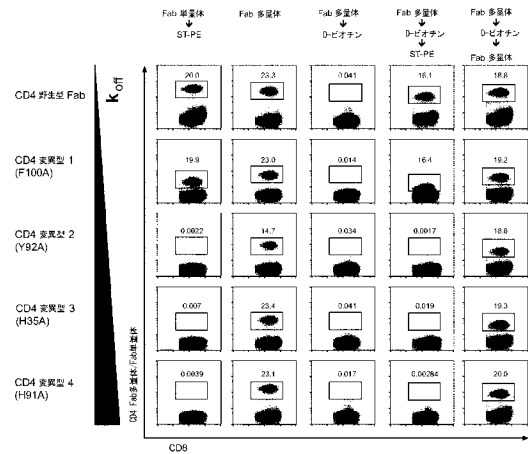 Fab 単量体
ST-PE
Fab 多量体
Fab 多量体
D-ビオチン
Fab 多量体
D-ビオチン
ST-PE
Fab 多量体
D-ビオチン
Fab 多量体
koff
CD4 野生型 Fab
20.0
23.3
0.041
16.1
18.8
CD4 変異型 1
(F100A)
19.9
23.0
0.014
16.4
19.2
CD4 変異型 2
(Y92A)
0.0022
14.7
0.034
0.0017
18.8
CD4 変異型 3
(H35A)
0.007
23.4
0.041
0.019
19.3
CD4 変異型 4
(H91A)
0.0039
23.1
0.017
0.00284
20.0
CD4 Fab多量体/Fab単量体
CD8